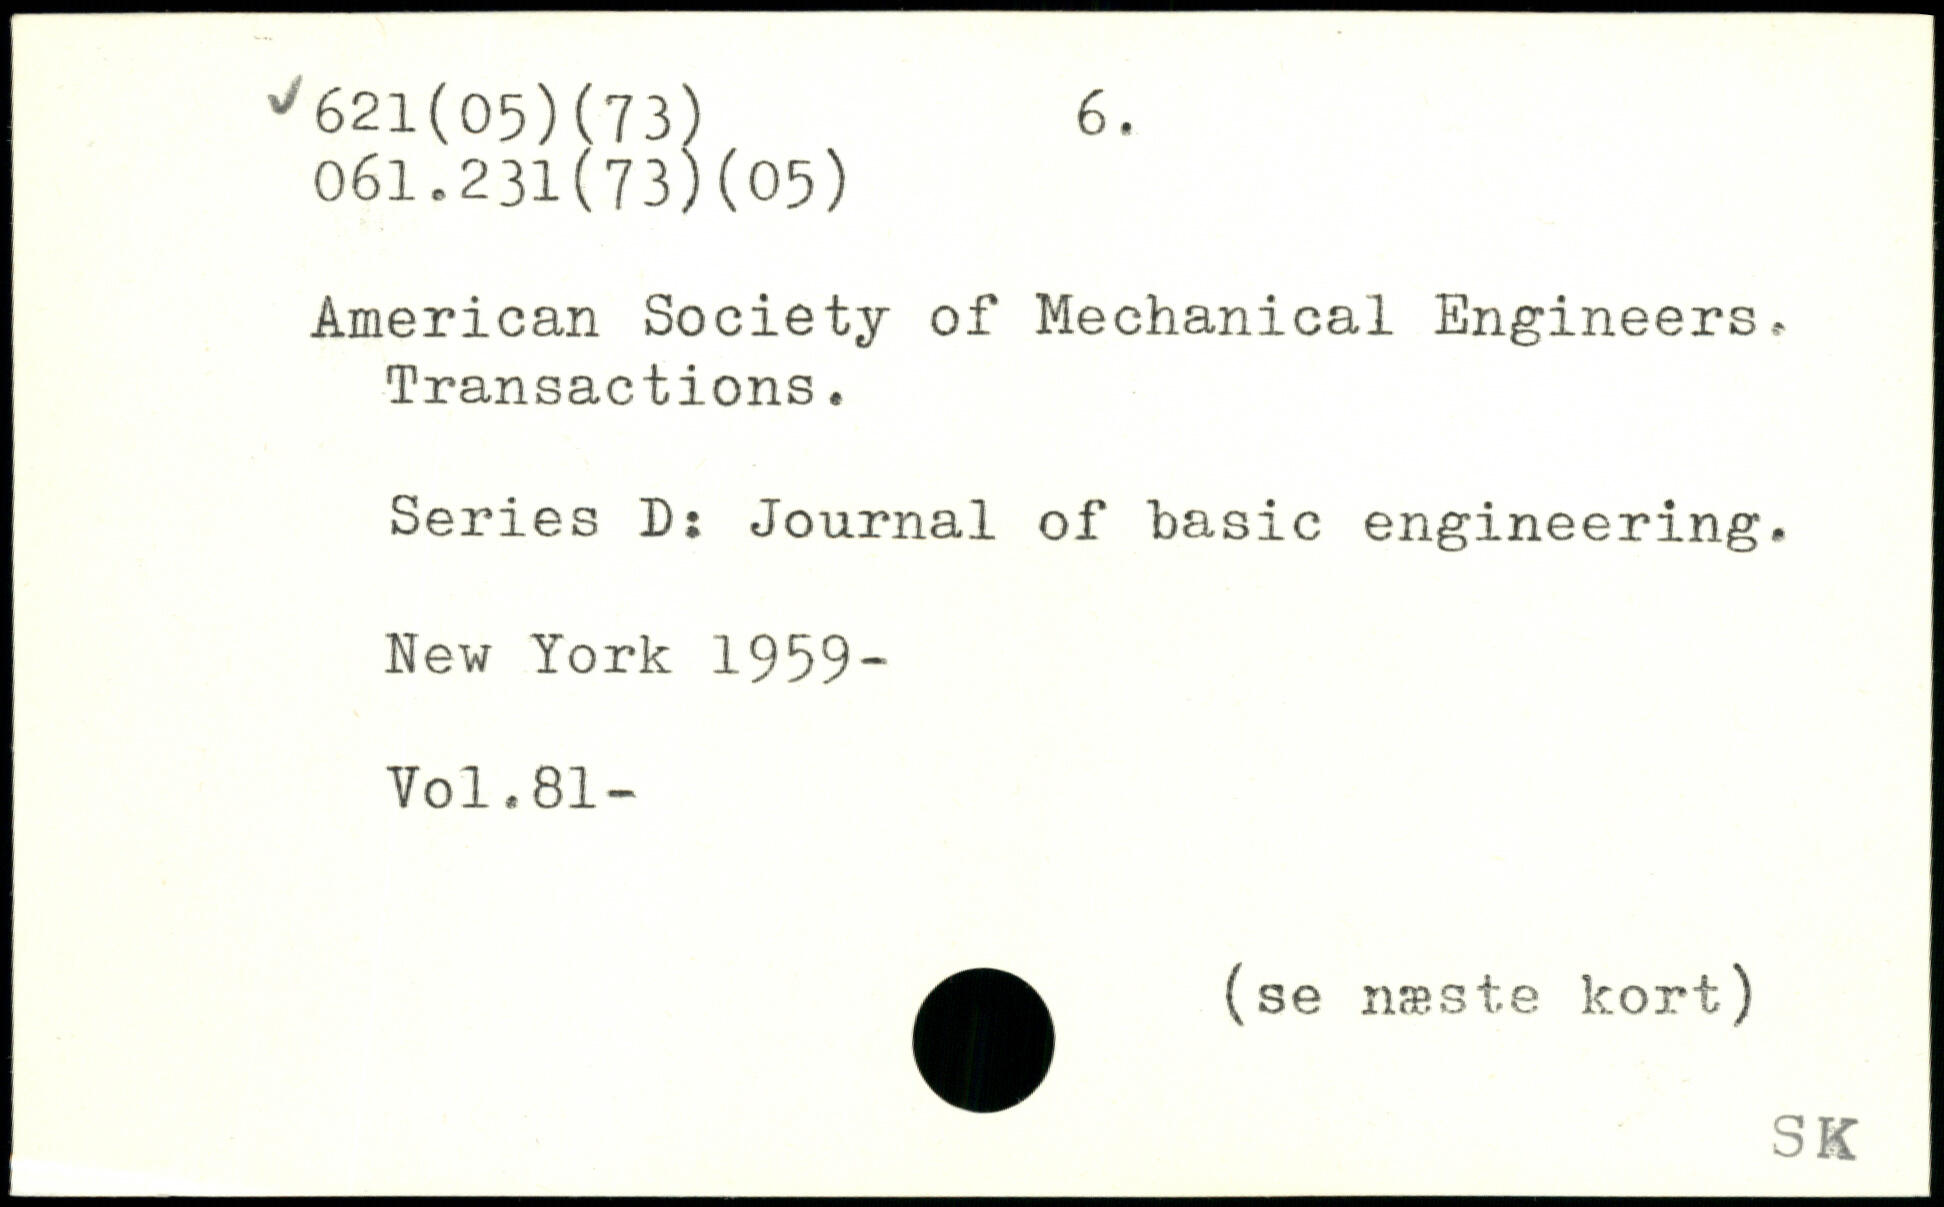 ✓621(05)(73) 6.
061.231(73)(05)
American Society of Mechanical Engineers.
Transactions.
Series D: Journal of basic engineering.
New York 1959-
Vol.81-
(se næste kort)
SK